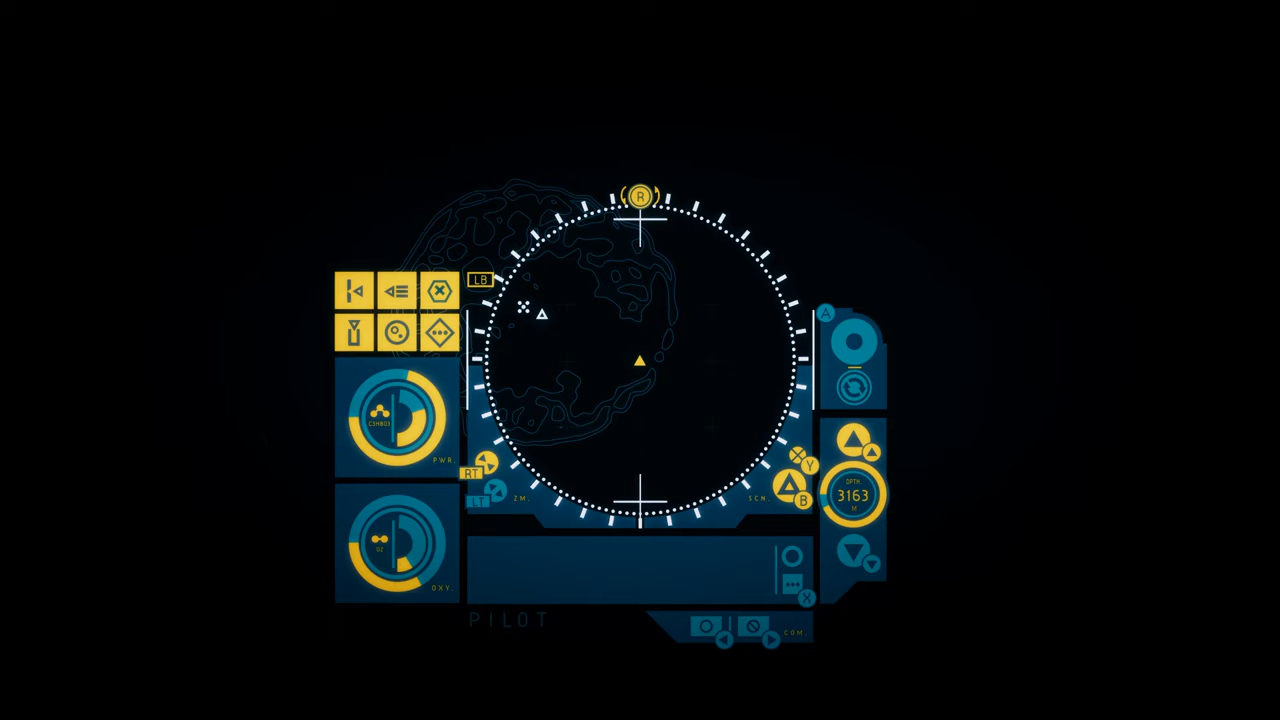 R
LB
A
C3H8O3
PWR.
Y
RT
B
DPTH.
3163
M
LT
ZM.
SCN.
O2
OXY.
X
PILOT
COM.